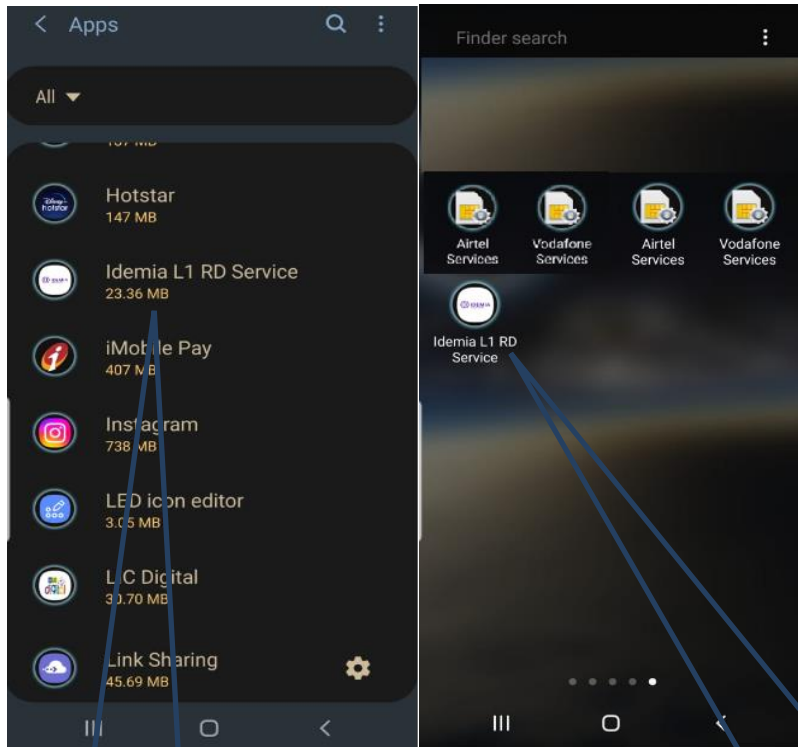 Apps
All
Hotstar
147 MB
Idemia L1 RD Service
23.36 MB
iMobile Pay
407 MB
Instagram
738 MB
LED icon editor
3.05 MB
LIC Digital
30.70 MB
Link Sharing
45.69 MB
Finder search
Airtel
Services
Vodafone
Services
Airtel
Services
Vodafone
Services
IDEMIA
Idemia L1 RD
Service